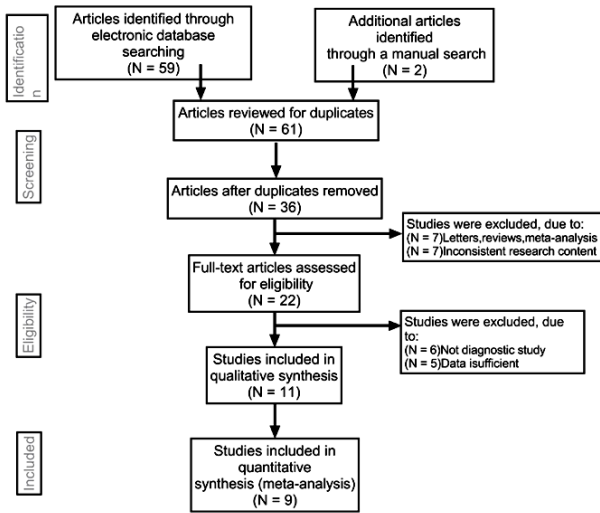 Identificatio
n
Articles identified through
electronic database
searching
(N = 59)
Additional articles
identified
through a manual search
(N = 2)
Articles reviewed for duplicates
(N = 61)
Screening
Articles after duplicates removed
(N = 36)
Studies were excluded, due to:
(N = 7)Letters,reviews,meta-analysis
(N = 7)Inconsistent research content
Full-text articles assessed
for eligibility
(N = 22)
Eligibility
Studies were excluded, due
to:
(N = 6)Not diagnostic study
(N = 5)Data isufficient
Studies included in
qualitative synthesis
(N = 11)
Included
Studies included in
quantitative
synthesis (meta-analysis)
(N = 9)